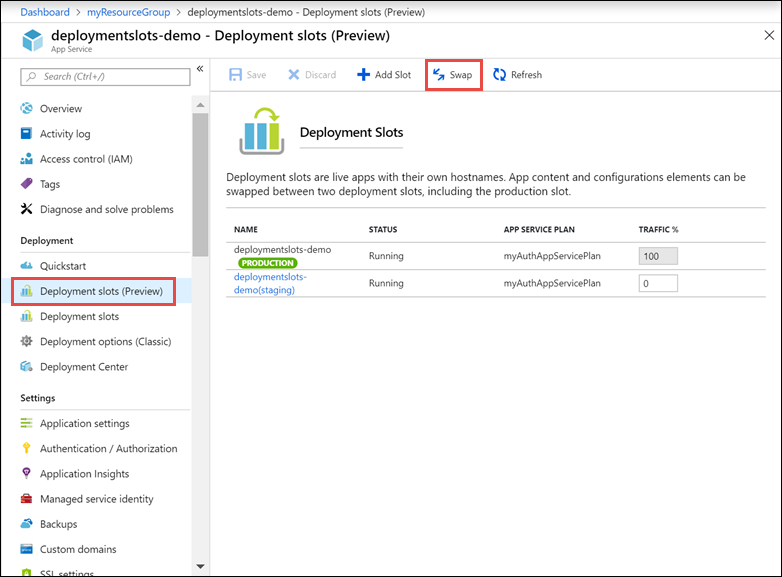 Dashboard > myResourceGroup > deploymentslots-demo - Deployment slots (Preview)
deploymentslots-demo - Deployment slots (Preview)
App Service
Search (Ctrl+/)
Overview
Activity log
Access control (IAM)
Tags
Diagnose and solve problems
Deployment
Quickstart
Deployment slots (Preview)
Deployment slots
Deployment options (Classic)
Deployment Center
Settings
Application settings
Authentication / Authorization
Application Insights
Managed service identity
Backups
Custom domains
SSL settings
Save Discard Add Slot Swap Refresh
Deployment Slots
Deployment slots are live apps with their own hostnames. App content and configurations elements can be
swapped between two deployment slots, including the production slot.
NAME STATUS APP SERVICE PLAN TRAFFIC %
deploymentslots-demo Running myAuthAppServicePlan 100
PRODUCTION
deploymentslots- Running myAuthAppServicePlan 0
demo(staging)